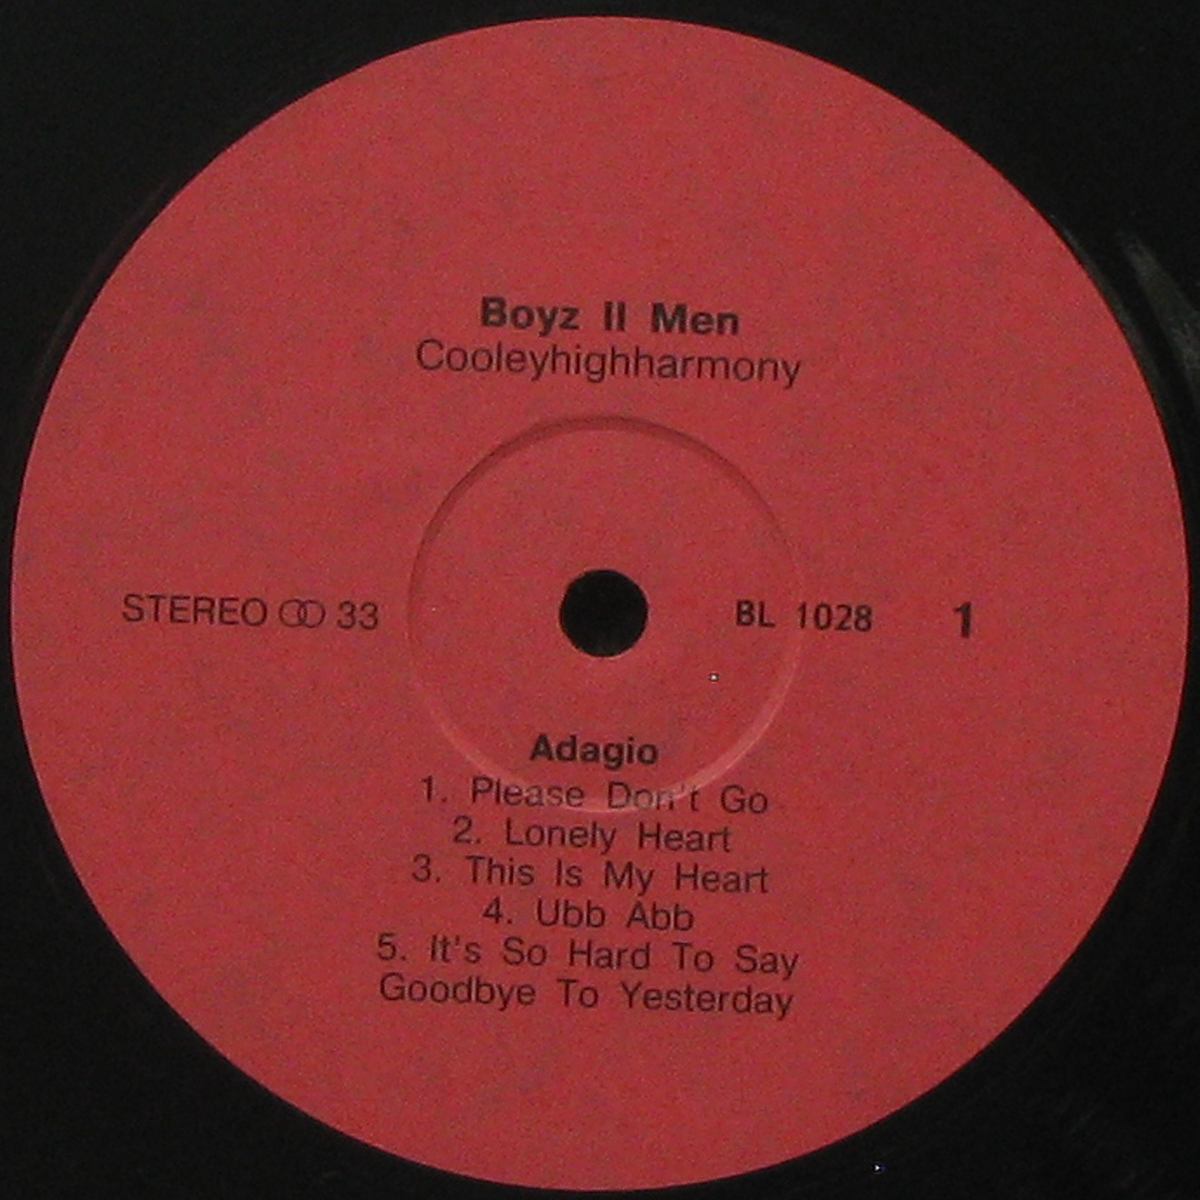 Boyz II Men
Cooleyhighharmony
STEREO ꝏ 33
BL 1028 1
Adagio
1. Please Don't Go
2. Lonely Heart
3. This Is My Heart
4. Ubb Abb
5. It's So Hard To Say
Goodbye To Yesterday